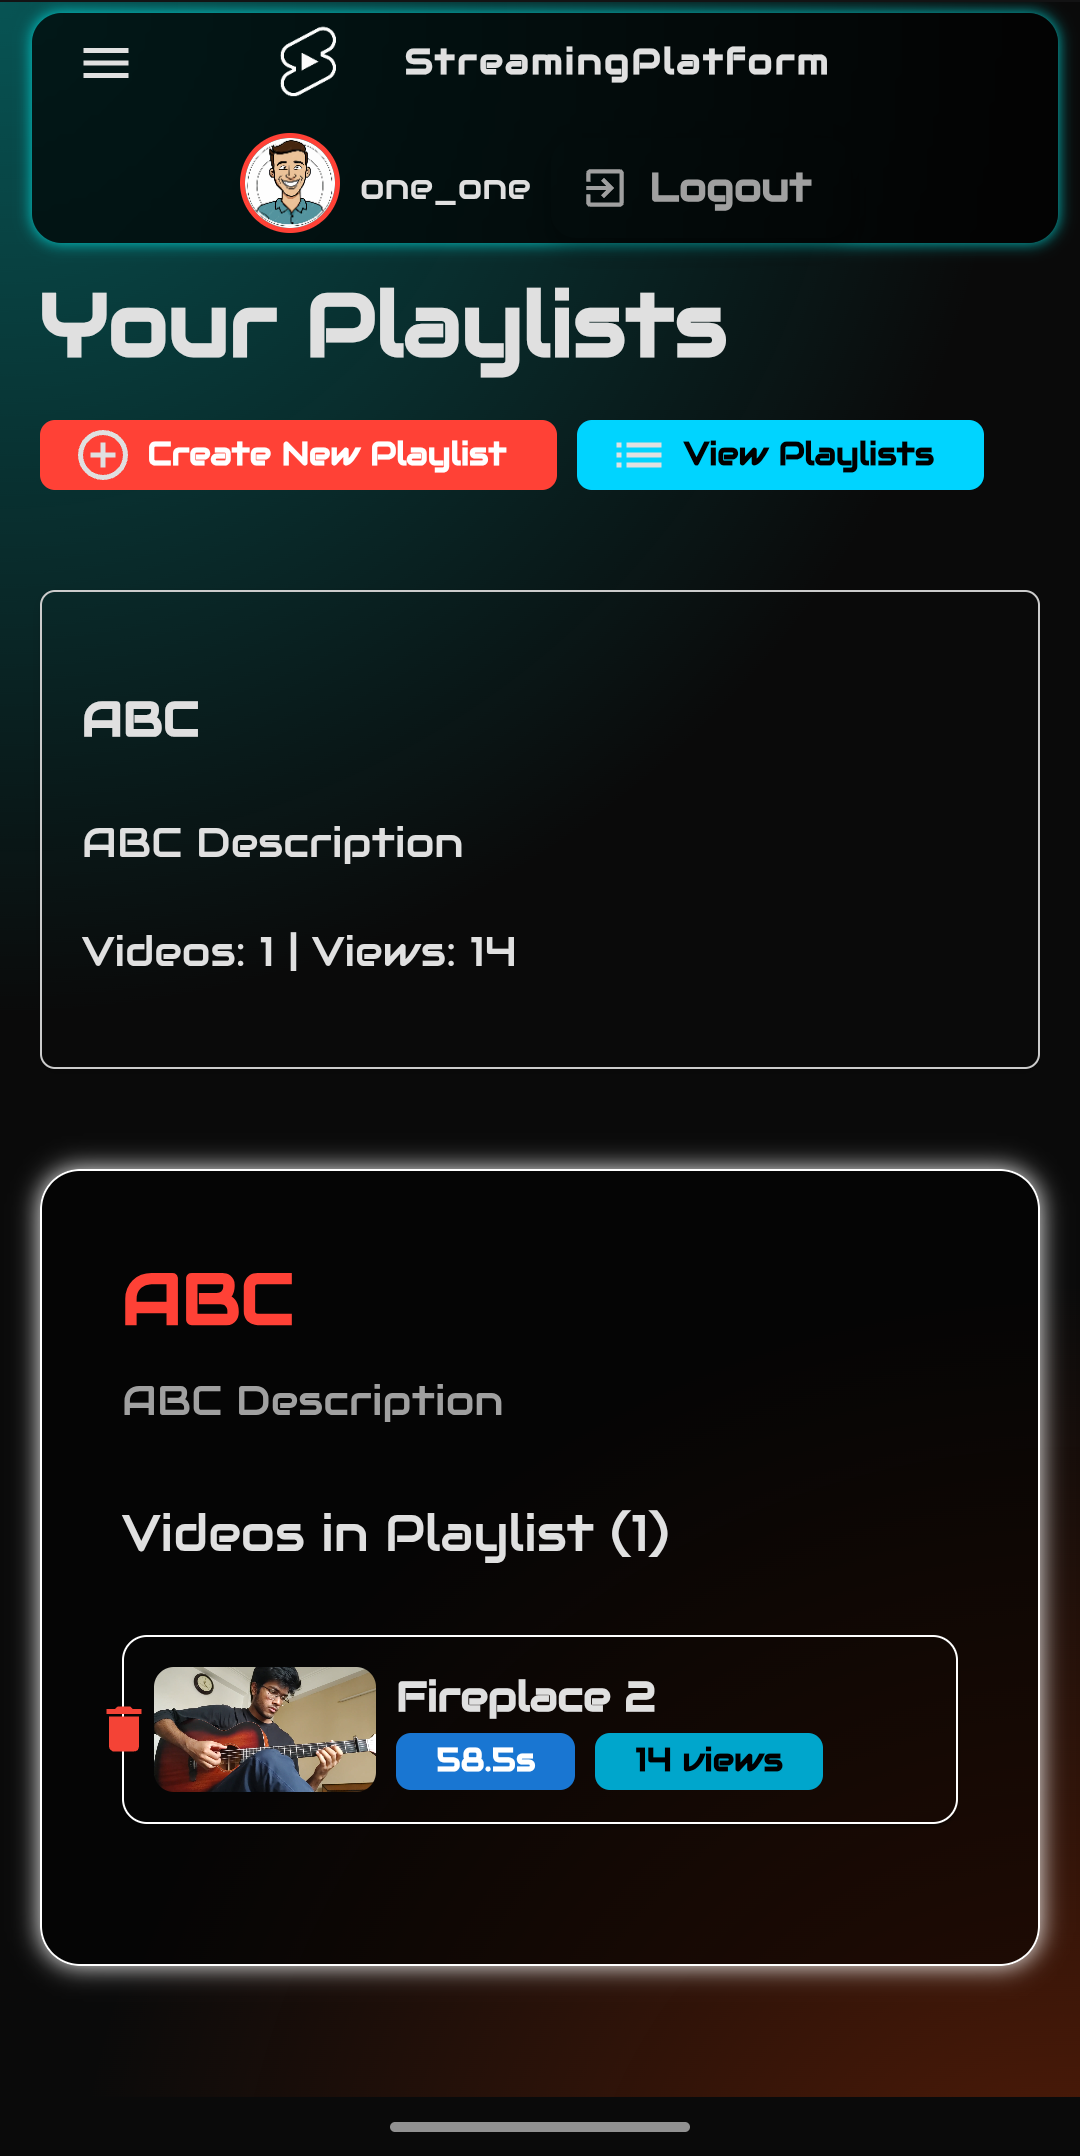 StreamingPlatform
one_one Logout
Your Playlists
Create New Playlist View Playlists
ABC
ABC Description
Videos: 1 | Views: 14
ABC
ABC Description
Videos in Playlist (1)
Fireplace 2
58.5s 14 views